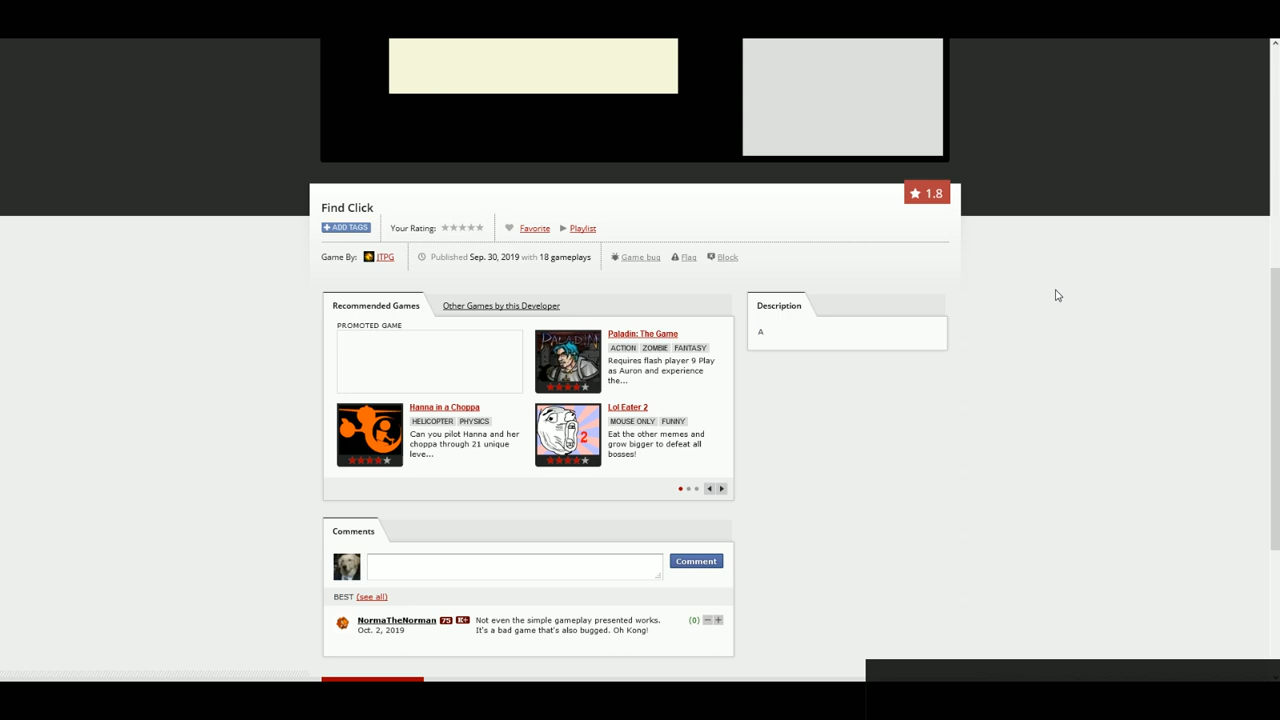 1.8
Find Click
ADD TAGS
Your Rating:
Favorite
Playlist
Game By: JTPG
Published Sep. 30, 2019 with 18 gameplays
Game bug
Flag
Block
Recommended Games
Other Games by this Developer
PROMOTED GAME
PALADIN
Paladin: The Game
ACTION ZOMBIE FANTASY
Requires flash player 9 Play
as Auron and experience
the...
Hanna in a Choppa
HELICOPTER PHYSICS
Can you pilot Hanna and her
choppa through 21 unique
leve...
2
Lol Eater 2
MOUSE ONLY FUNNY
Eat the other memes and
grow bigger to defeat all
bosses!
Description
A
Comments
Comment
BEST (see all)
NormaTheNorman 75 K+
Oct. 2, 2019
Not even the simple gameplay presented works.
It's a bad game that's also bugged. Oh Kong!
(0)